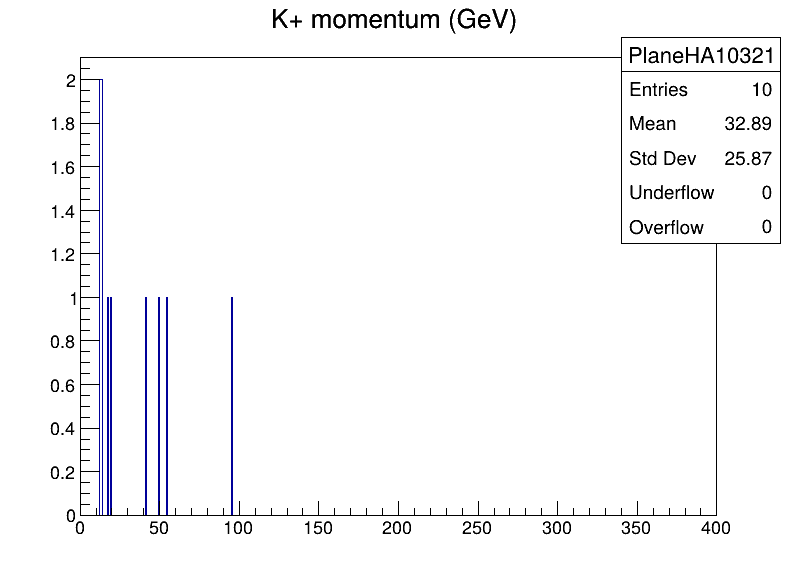 K+ momentum (GeV)
PlaneHA10321
Entries 10
Mean 32.89
Std Dev 25.87
Underflow 0
Overflow 0
2
1.8
1.6
1.4
1.2
1
0.8
0.6
0.4
0.2
0
0 50 100 150 200 250 300 350 400